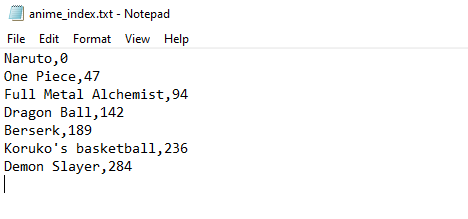 anime_index.txt - Notepad
File Edit Format View Help
Naruto,0
One Piece,47
Full Metal Alchemist,94
Dragon Ball,142
Berserk,189
Koruko's basketball,236
Demon Slayer,284